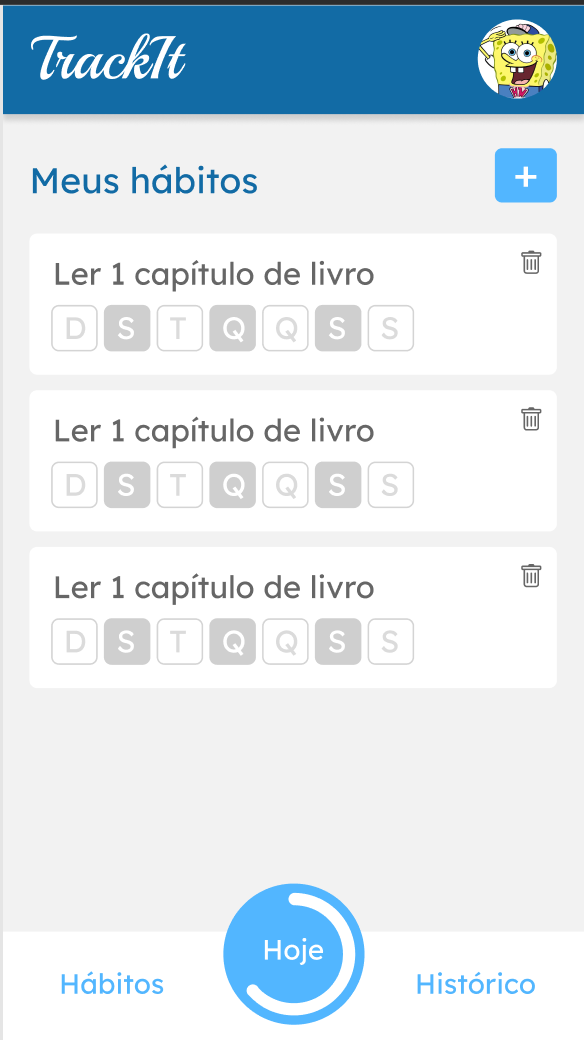 TrackIt
Meus hábitos
+
Ler 1 capítulo de livro
D S T Q Q S S
Ler 1 capítulo de livro
D S T Q Q S S
Ler 1 capítulo de livro
D S T Q Q S S
Hoje
Hábitos
Histórico